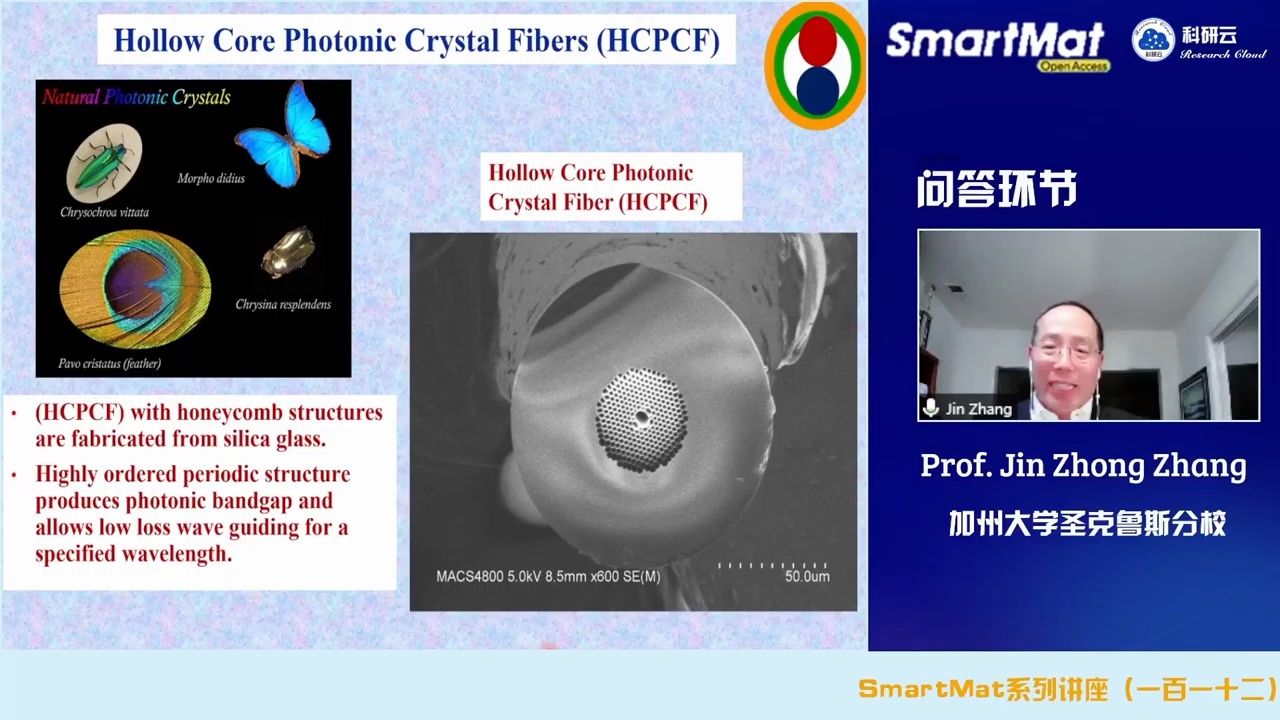 Hollow Core Photonic Crystal Fibers (HCPCF)
Natural Photonic Crystals
Morpho didius
Chrysochroa vittata
Chrysina resplendens
Pavo cristatus (feather)
• (HCPCF) with honeycomb structures
are fabricated from silica glass.
• Highly ordered periodic structure
produces photonic bandgap and
allows low loss wave guiding for a
specified wavelength.
Hollow Core Photonic
Crystal Fiber (HCPCF)
MACS4800 5.0kV 8.5mm x600 SE(M)
50.0um
SmartMat
Open Access
科研云
科研云
Research Cloud
问答环节
Jin Zhang
Prof. Jin Zhong Zhang
加州大学圣克鲁斯分校
SmartMat系列讲座（一百一十二）